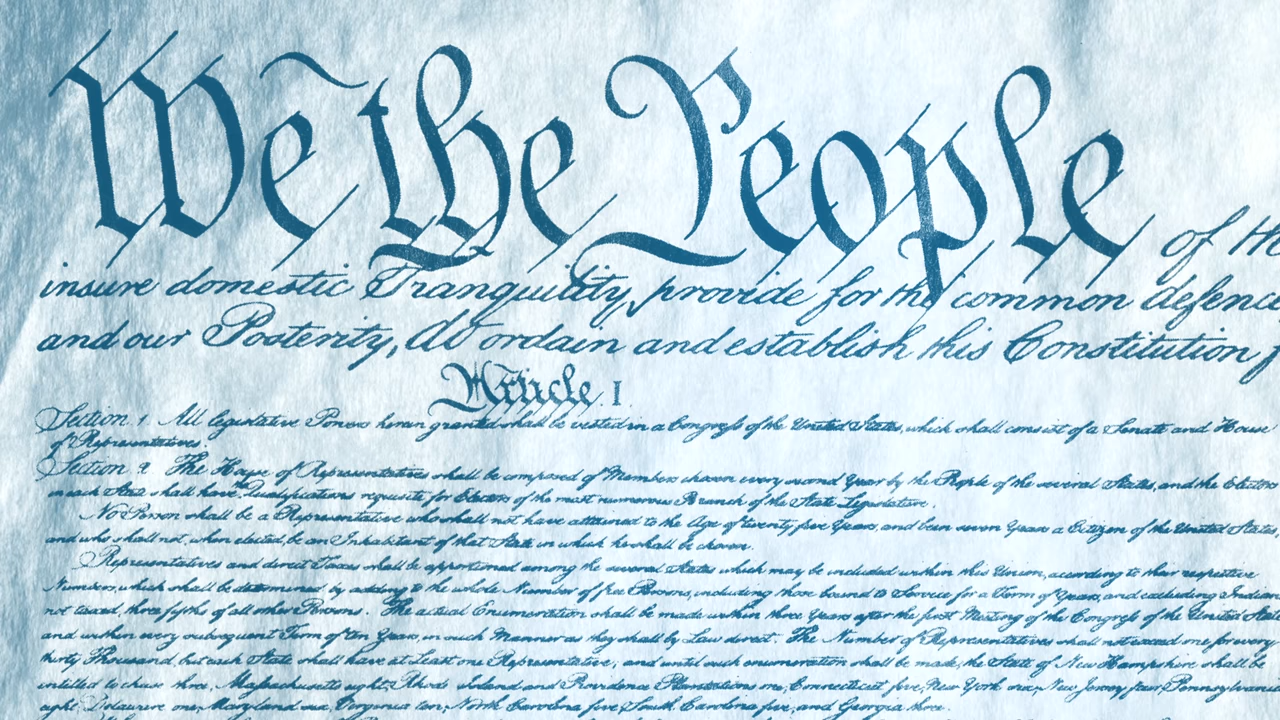 We the People of the
insure domestic Tranquility, provide for the common defence
and our Posterity, do ordain and establish this Constitution f
Article. I.
Section. 1. All legislative Powers herein granted shall be vested in a Congress of the United States, which shall consist of a Senate and House
of Representatives.
Section. 2. The House of Representatives shall be composed of Members chosen every second Year by the People of the several States, and the Electors
in each State shall have Qualifications requisite for Electors of the most numerous Branch of the State Legislature.
No Person shall be a Representative who shall not have attained to the Age of twenty five Years, and been seven Years a Citizen of the United States,
and who shall not, when elected, be an Inhabitant of that State in which he shall be chosen.
Representatives and direct Taxes shall be apportioned among the several States which may be included within this Union, according to their respective
Numbers, which shall be determined by adding to the whole Number of free Persons, including those bound to Service for a Term of Years, and excluding Indians
not taxed, three fifths of all other Persons. The actual Enumeration shall be made within three Years after the first Meeting of the Congress of the United States,
and within every subsequent Term of ten Years, in such Manner as they shall by Law direct. The Number of Representatives shall not exceed one for every
thirty Thousand, but each State shall have at Least one Representative; and until such enumeration shall be made, the State of New Hampshire shall be
entitled to chuse three, Massachusetts eight, Rhode Island and Providence Plantations one, Connecticut five, New York six, New Jersey four, Pennsylvania
eight, Delaware one, Maryland six, Virginia ten, North Carolina five, South Carolina five, and Georgia three.